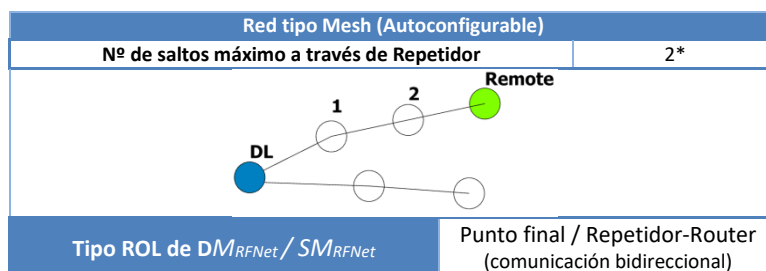 Red tipo Mesh (Autoconfigurable)
Nº de saltos máximo a través de Repetidor 2*
Remote
2
1
DL
Tipo ROL de DMRFNet / SMRFNet
Punto final / Repetidor-Router
(comunicación bidireccional)